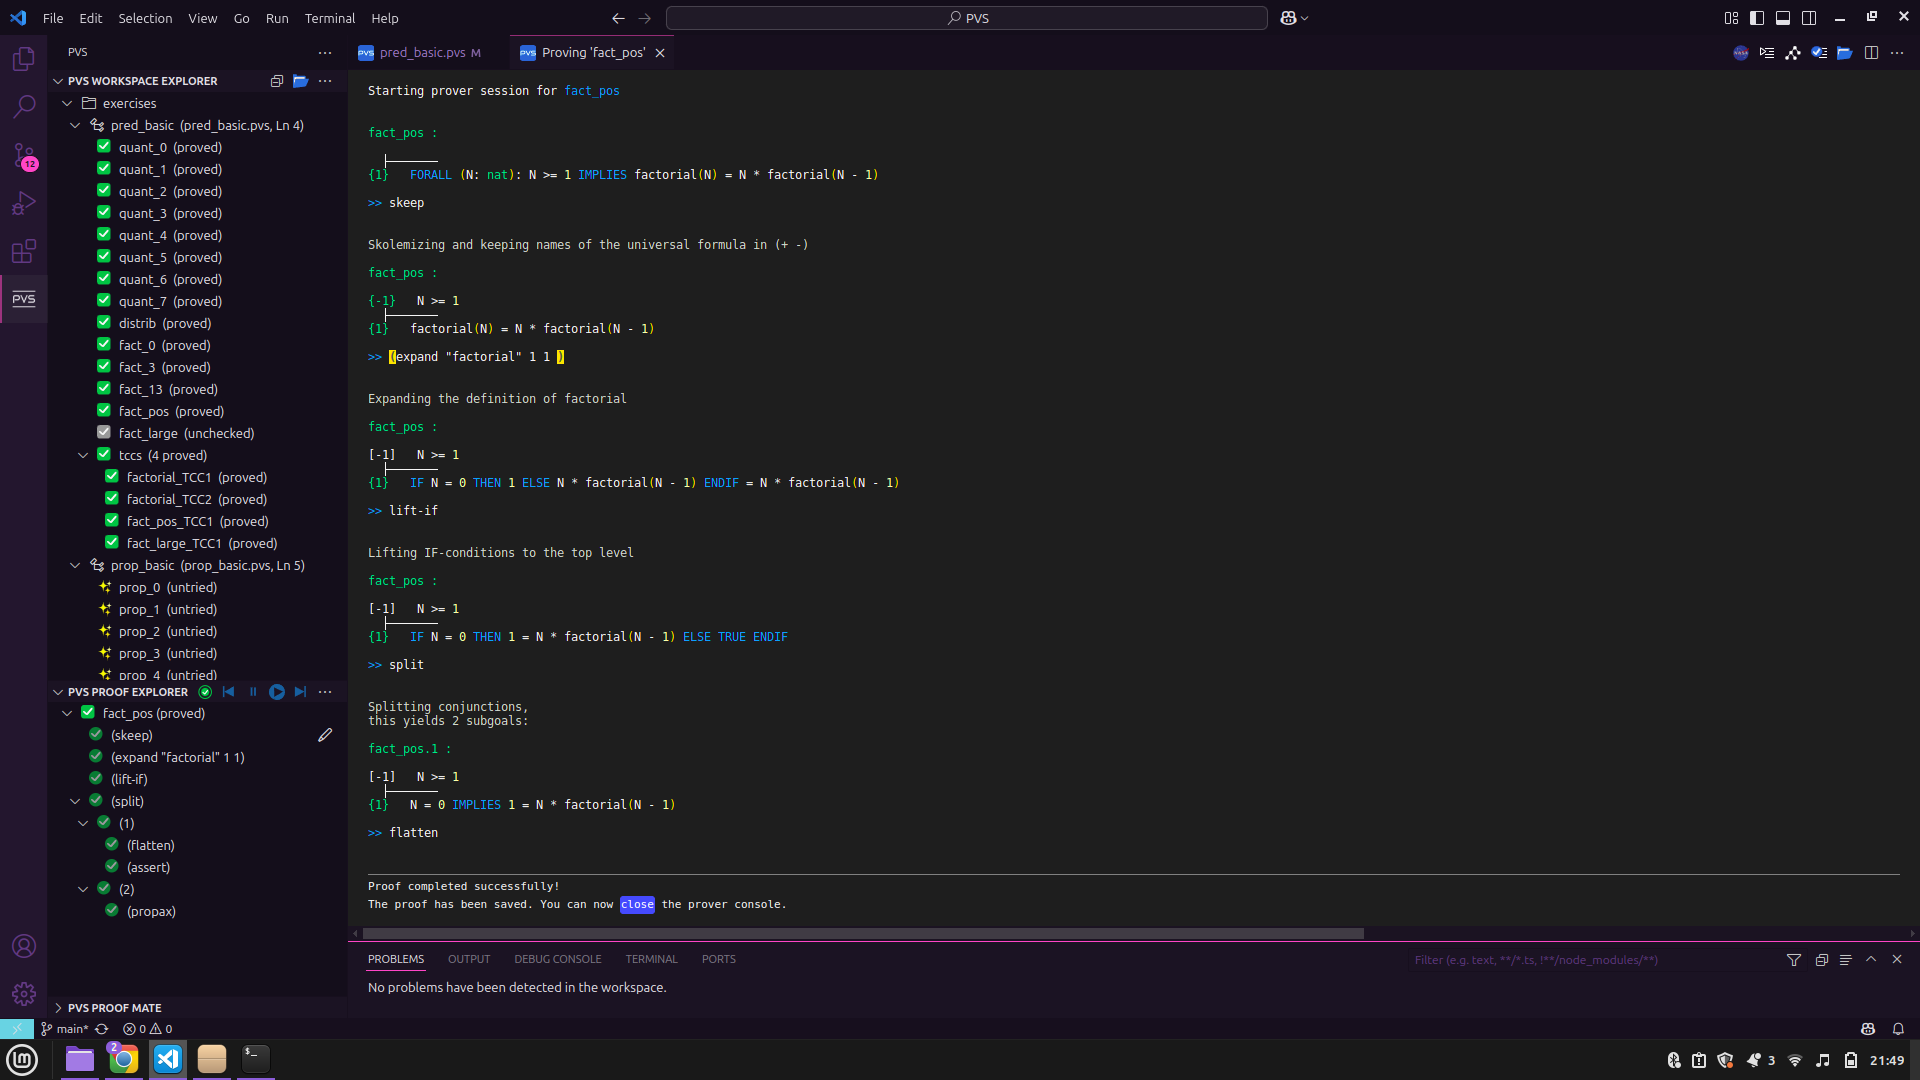 File Edit Selection View Go Run Terminal Help
PVS
PVS
pred_basic.pvs M
PVS Proving 'fact_pos'
PVS WORKSPACE EXPLORER
exercises
pred_basic (pred_basic.pvs, Ln 4)
quant_0 (proved)
quant_1 (proved)
quant_2 (proved)
quant_3 (proved)
quant_4 (proved)
quant_5 (proved)
quant_6 (proved)
quant_7 (proved)
distrib (proved)
fact_0 (proved)
fact_3 (proved)
fact_13 (proved)
fact_pos (proved)
fact_large (unchecked)
tccs (4 proved)
factorial_TCC1 (proved)
factorial_TCC2 (proved)
fact_pos_TCC1 (proved)
fact_large_TCC1 (proved)
prop_basic (prop_basic.pvs, Ln 5)
prop_0 (untried)
prop_1 (untried)
prop_2 (untried)
prop_3 (untried)
prop_4 (untried)
12
PVS
PVS PROOF EXPLORER
fact_pos (proved)
(skeep)
(expand "factorial" 1 1)
(lift-if)
(split)
(1)
(flatten)
(assert)
(2)
(propax)
PVS PROOF MATE
Starting prover session for fact_pos
fact_pos :
{1} FORALL (N: nat): N >= 1 IMPLIES factorial(N) = N * factorial(N - 1)
>> skeep
Skolemizing and keeping names of the universal formula in (+ -)
fact_pos :
{-1} N >= 1
{1} factorial(N) = N * factorial(N - 1)
>> (expand "factorial" 1 1 )
Expanding the definition of factorial
fact_pos :
[-1] N >= 1
{1} IF N = 0 THEN 1 ELSE N * factorial(N - 1) ENDIF = N * factorial(N - 1)
>> lift-if
Lifting IF-conditions to the top level
fact_pos :
[-1] N >= 1
{1} IF N = 0 THEN 1 = N * factorial(N - 1) ELSE TRUE ENDIF
>> split
Splitting conjunctions,
this yields 2 subgoals:
fact_pos.1 :
[-1] N >= 1
{1} N = 0 IMPLIES 1 = N * factorial(N - 1)
>> flatten
Proof completed successfully!
The proof has been saved. You can now close the prover console.
PROBLEMS OUTPUT DEBUG CONSOLE TERMINAL PORTS
Filter (e.g. text, **/*.ts, !**/node_modules/**)
No problems have been detected in the workspace.
main* 0 0
2
$_
3 21:49